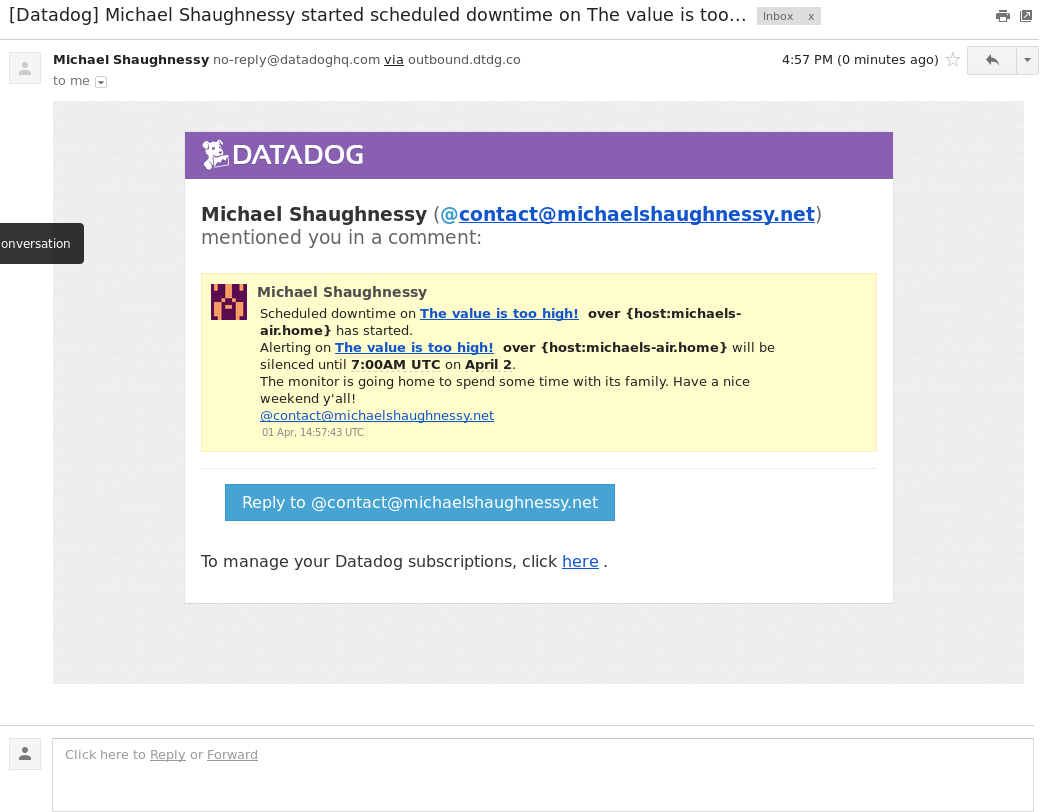 [Datadog] Michael Shaughnessy started scheduled downtime on The value is too… Inbox x
Michael Shaughnessy no-reply@datadoghq.com via outbound.dtdg.co 4:57 PM (0 minutes ago)
to me
DATADOG
Michael Shaughnessy (@contact@michaelshaughnessy.net)
mentioned you in a comment:
onversation
Michael Shaughnessy
Scheduled downtime on The value is too high! over {host:michaels-
air.home} has started.
Alerting on The value is too high! over {host:michaels-air.home} will be
silenced until 7:00AM UTC on April 2.
The monitor is going home to spend some time with its family. Have a nice
weekend y'all!
@contact@michaelshaughnessy.net
01 Apr, 14:57:43 UTC
Reply to @contact@michaelshaughnessy.net
To manage your Datadog subscriptions, click here .
Click here to Reply or Forward